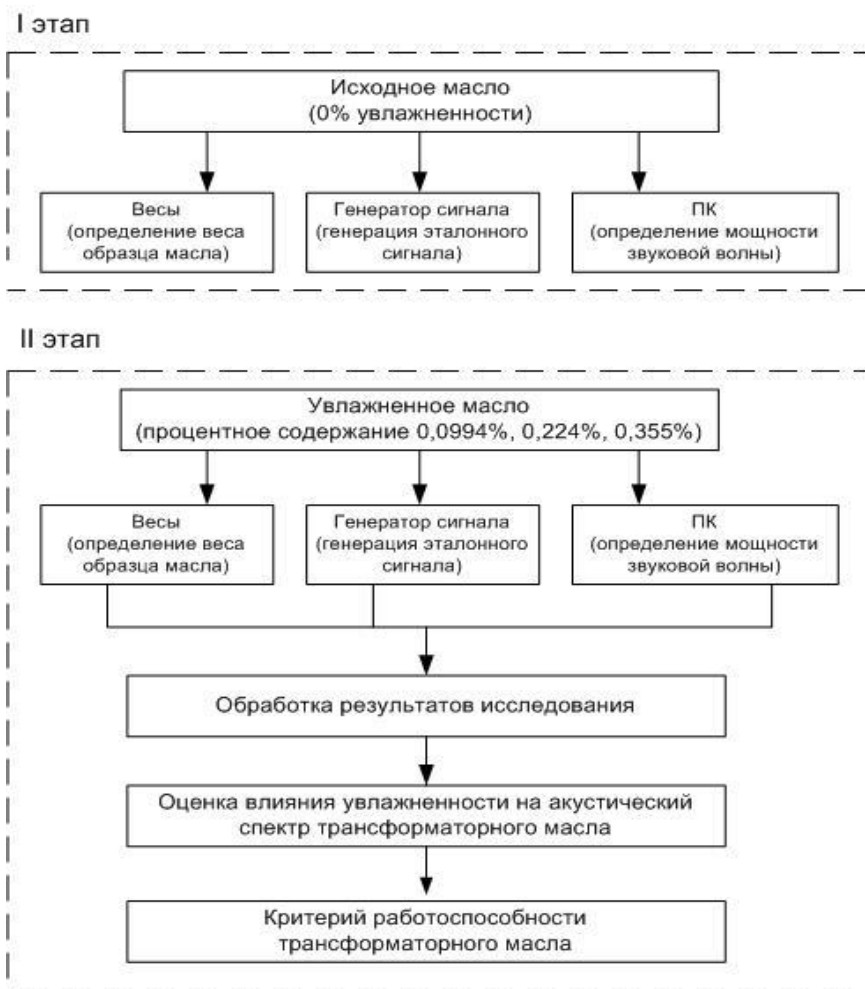 I этап
Исходное масло
(0% увлажненности)
Весы
(определение веса
образца масла)
Генератор сигнала
(генерация эталонного
сигнала)
ПК
(определение мощности
звуковой волны)
II этап
Увлажненное масло
(процентное содержание 0,0994%, 0,224%, 0,355%)
Весы
(определение веса
образца масла)
Генератор сигнала
(генерация эталонного
сигнала)
ПК
(определение мощности
звуковой волны)
Обработка результатов исследования
Оценка влияния увлажненности на акустический
спектр трансформаторного масла
Критерий работоспособности
трансформаторного масла